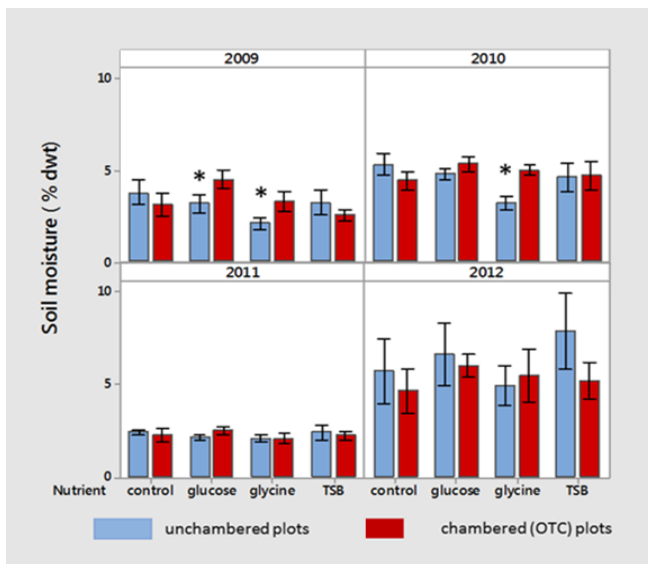 2009 2010
10
5
0
* * *
Soil moisture ( % dwt)
2011 2012
10
5
0
Nutrient control glucose glycine TSB control glucose glycine TSB
unchambered plots chambered (OTC) plots